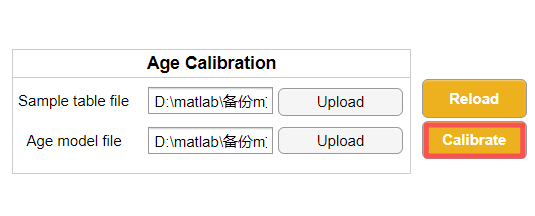 Age Calibration
Sample table file D:\matlab\备份m Upload Reload
Age model file D:\matlab\备份m Upload Calibrate